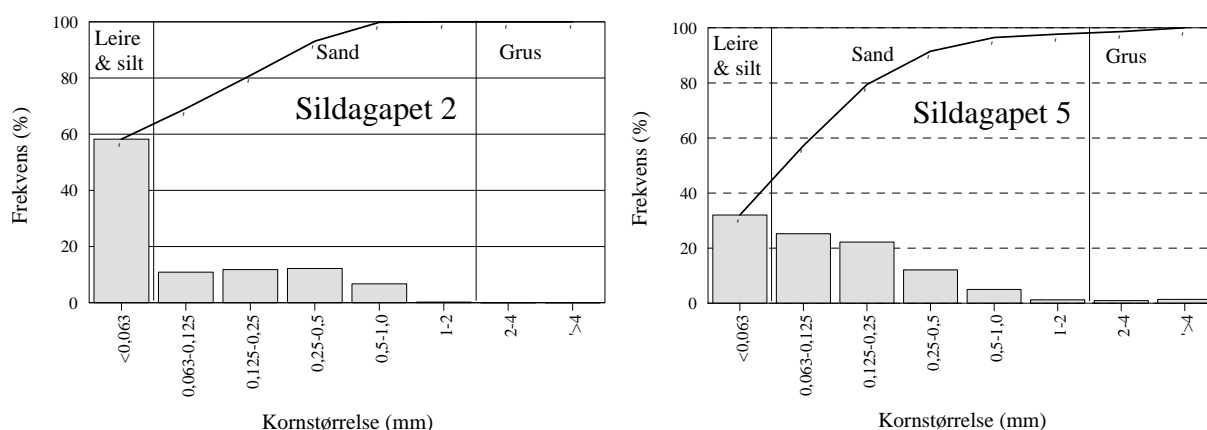 Leire
& silt
Sand
Grus
Sildagapet 2
Frekvens (%)
100
80
60
40
20
0
<0,063
0,063-0,125
0,125-0,25
0,25-0,5
0,5-1,0
1-2
2-4
'>4
Kornstørrelse (mm)
Leire
& silt
Sand
Grus
Sildagapet 5
Frekvens (%)
100
80
60
40
20
0
<0,063
0,063-0,125
0,125-0,25
0,25-0,5
0,5-1,0
1-2
2-4
'>4
Kornstørrelse (mm)